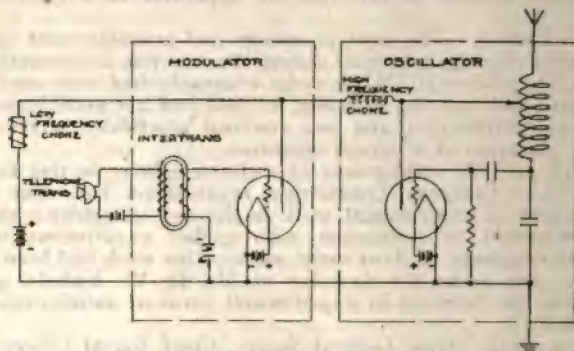 MODULATOR
OSCILLATOR
HIGH
FREQUENCY
CHOKE
LOW
FREQUENCY
CHOKE
INTERTRANS
TELEPHONE
TRANS